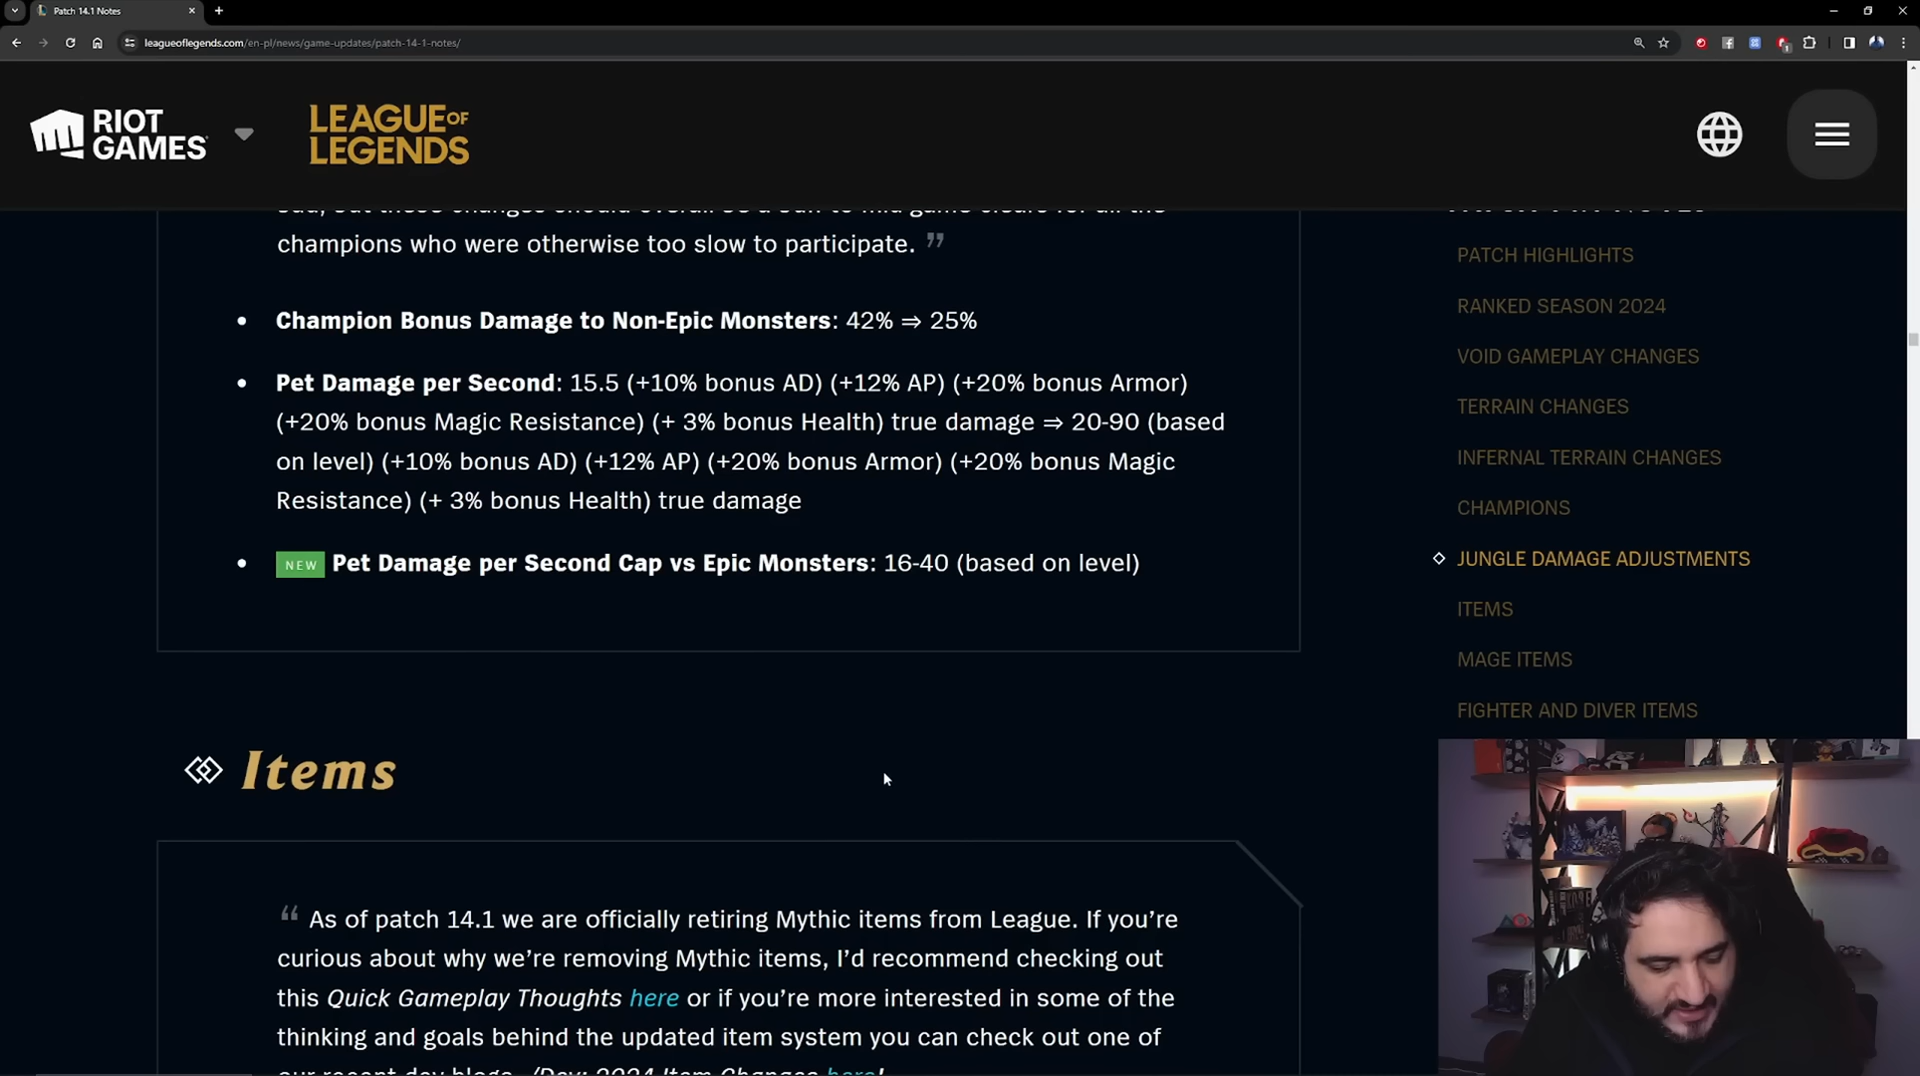 Patch 14.1 Notes
leagueoflegends.com/en-pl/news/game-updates/patch-14-1-notes/
RIOT GAMES
LEAGUE OF LEGENDS
champions who were otherwise too slow to participate. ”
• Champion Bonus Damage to Non-Epic Monsters: 42% ⇒ 25%
• Pet Damage per Second: 15.5 (+10% bonus AD) (+12% AP) (+20% bonus Armor)
(+20% bonus Magic Resistance) (+ 3% bonus Health) true damage ⇒ 20-90 (based
on level) (+10% bonus AD) (+12% AP) (+20% bonus Armor) (+20% bonus Magic
Resistance) (+ 3% bonus Health) true damage
• NEW Pet Damage per Second Cap vs Epic Monsters: 16-40 (based on level)
Items
“ As of patch 14.1 we are officially retiring Mythic items from League. If you’re
curious about why we’re removing Mythic items, I’d recommend checking out
this Quick Gameplay Thoughts here or if you’re more interested in some of the
thinking and goals behind the updated item system you can check out one of
our recent dev blogs, /Dev: 2024 Item Changes here!
PATCH HIGHLIGHTS
RANKED SEASON 2024
VOID GAMEPLAY CHANGES
TERRAIN CHANGES
INFERNAL TERRAIN CHANGES
CHAMPIONS
JUNGLE DAMAGE ADJUSTMENTS
ITEMS
MAGE ITEMS
FIGHTER AND DIVER ITEMS